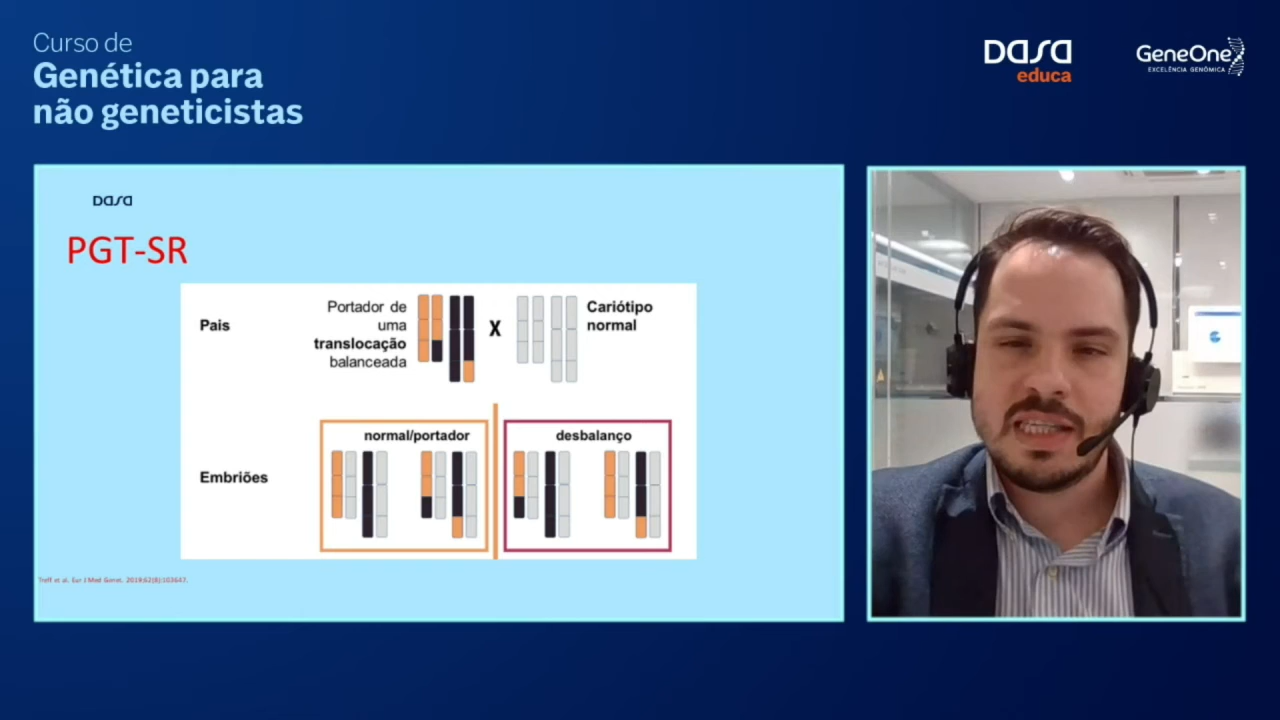 Curso de
Genética para
não geneticistas
Dasa
educa
GeneOne
EXCELÊNCIA GENÔMICA
Dasa
PGT-SR
Pais
Portador de
uma
translocação
balanceada
X
Cariótipo
normal
normal/portador
desbalanço
Embriões
Treff et al. Eur J Med Genet. 2019;62(8):103647.